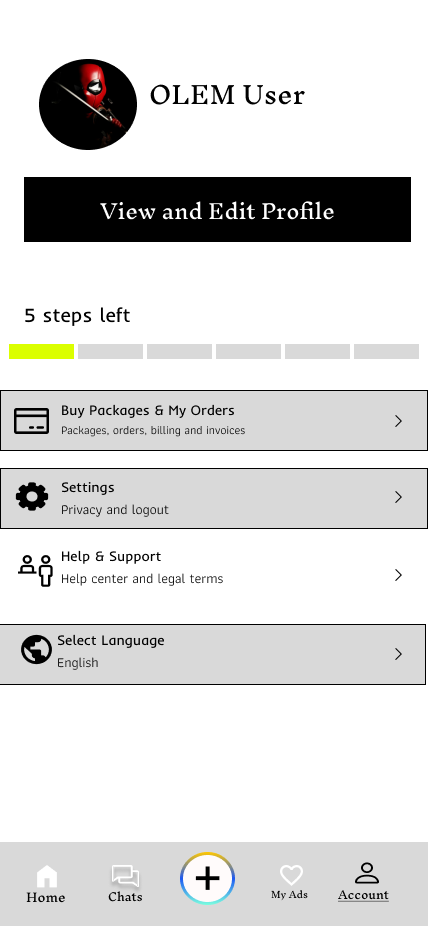 OLEM User
View and Edit Profile
5 steps left
Buy Packages & My Orders
Packages, orders, billing and invoices
Settings
Privacy and logout
Help & Support
Help center and legal terms
Select Language
English
Home
Chats
My Ads
Account